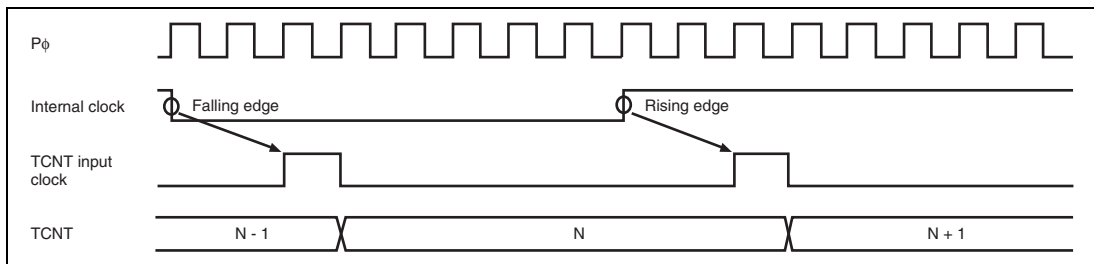 Pϕ
Internal clock
Falling edge
Rising edge
TCNT input
clock
TCNT
N - 1
N
N + 1